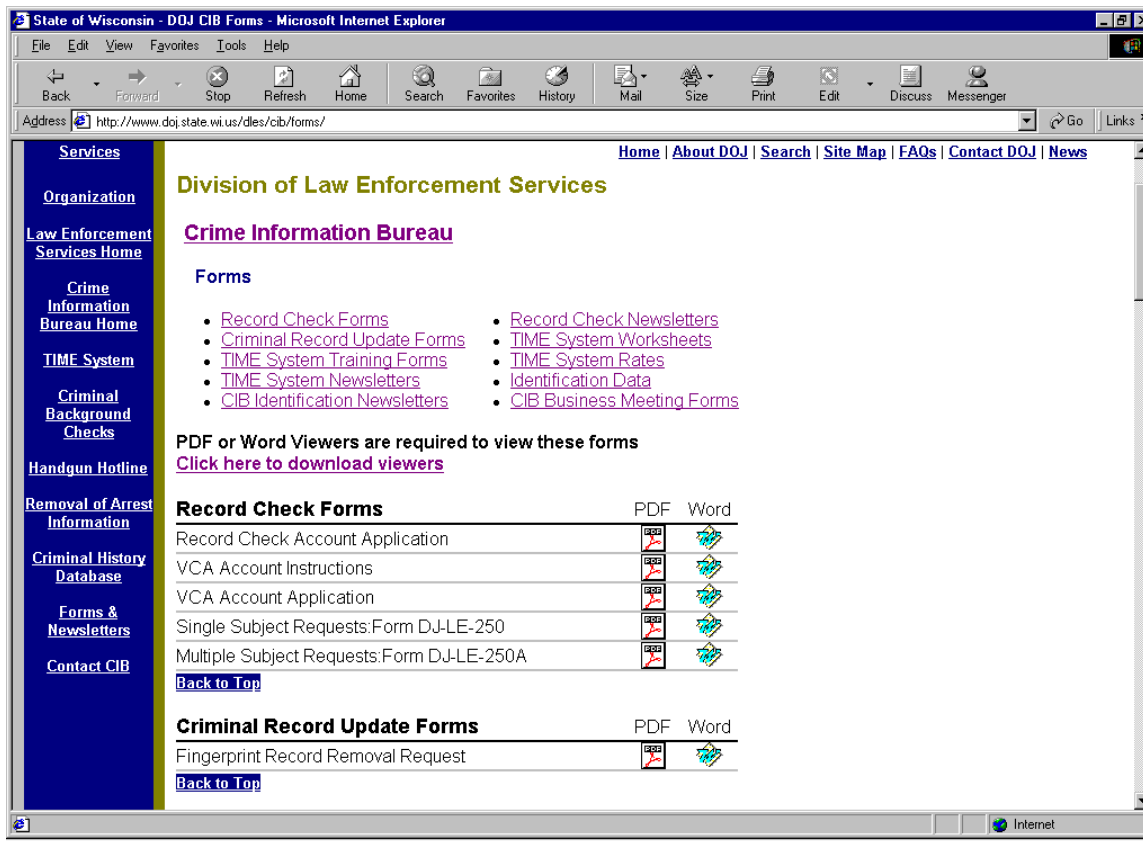 State of Wisconsin - DOJ CIB Forms - Microsoft Internet Explorer
File Edit View Favorites Tools Help
Back Forward Stop Refresh Home Search Favorites History Mail Size Print Edit Discuss Messenger
Address http://www.doj.state.wi.us/dles/cib/forms/ Go Links
Services
Organization
Law Enforcement
Services Home
Crime
Information
Bureau Home
TIME System
Criminal
Background
Checks
Handgun Hotline
Removal of Arrest
Information
Criminal History
Database
Forms &
Newsletters
Contact CIB
Home | About DOJ | Search | Site Map | FAQs | Contact DOJ | News
Division of Law Enforcement Services
Crime Information Bureau
Forms
• Record Check Forms • Record Check Newsletters
• Criminal Record Update Forms • TIME System Worksheets
• TIME System Training Forms • TIME System Rates
• TIME System Newsletters • Identification Data
• CIB Identification Newsletters • CIB Business Meeting Forms
PDF or Word Viewers are required to view these forms
Click here to download viewers
Record Check Forms PDF Word
Record Check Account Application PDF
VCA Account Instructions PDF
VCA Account Application PDF
Single Subject Requests:Form DJ-LE-250 PDF
Multiple Subject Requests:Form DJ-LE-250A PDF
Back to Top
Criminal Record Update Forms PDF Word
Fingerprint Record Removal Request PDF
Back to Top
Internet